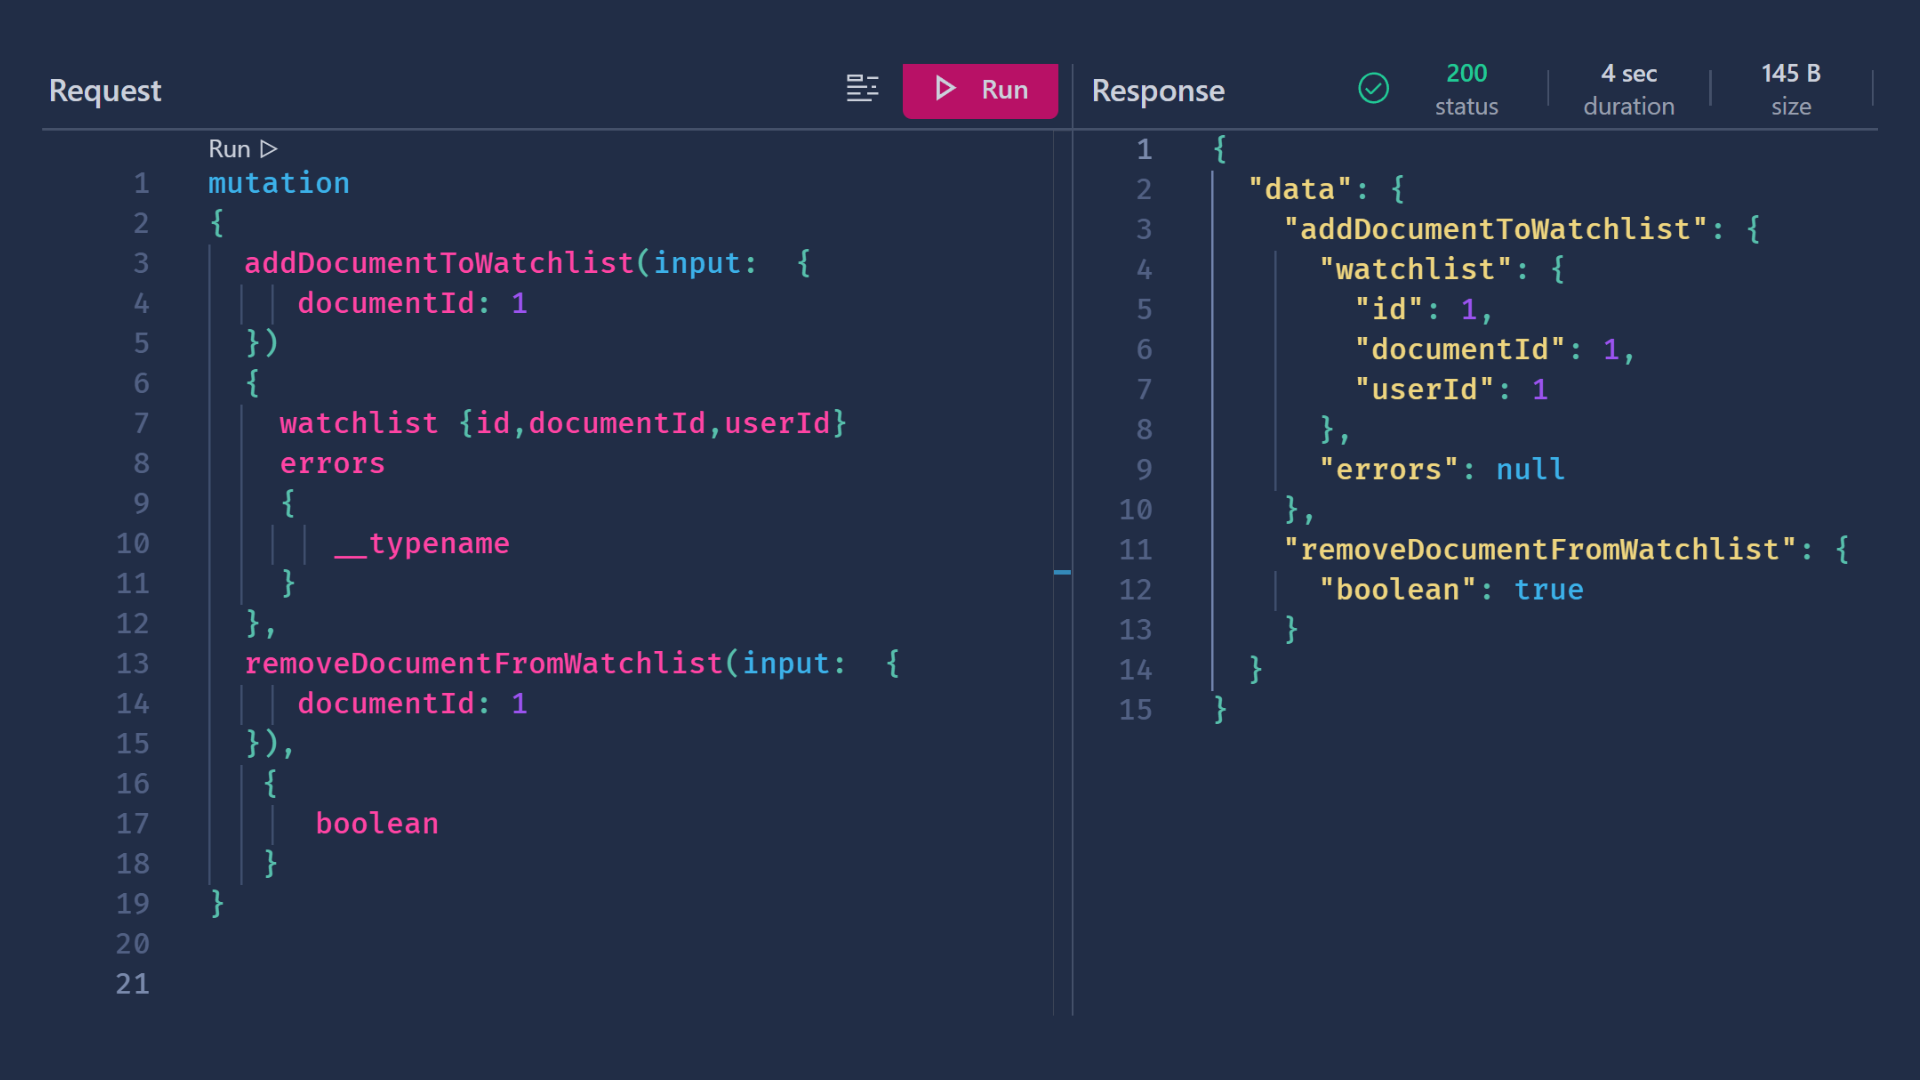 Request
Run
Run
1 mutation
2 {
3 addDocumentToWatchlist(input: {
4 documentId: 1
5 })
6 {
7 watchlist {id,documentId,userId}
8 errors
9 {
10 __typename
11 }
12 },
13 removeDocumentFromWatchlist(input: {
14 documentId: 1
15 }),
16 {
17 boolean
18 }
19 }
20
21
Response
200 status
4 sec duration
145 B size
1 {
2 "data": {
3 "addDocumentToWatchlist": {
4 "watchlist": {
5 "id": 1,
6 "documentId": 1,
7 "userId": 1
8 },
9 "errors": null
10 },
11 "removeDocumentFromWatchlist": {
12 "boolean": true
13 }
14 }
15 }